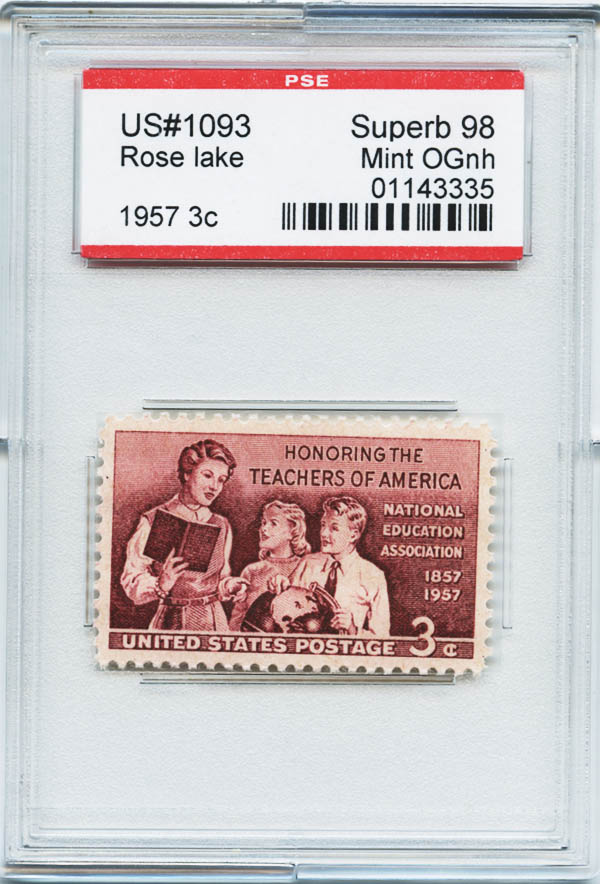 PSE
US#1093 Superb 98
Rose lake Mint OGnh
01143335
1957 3c
HONORING THE
TEACHERS OF AMERICA
NATIONAL
EDUCATION
ASSOCIATION
1857
1957
UNITED STATES POSTAGE 3¢